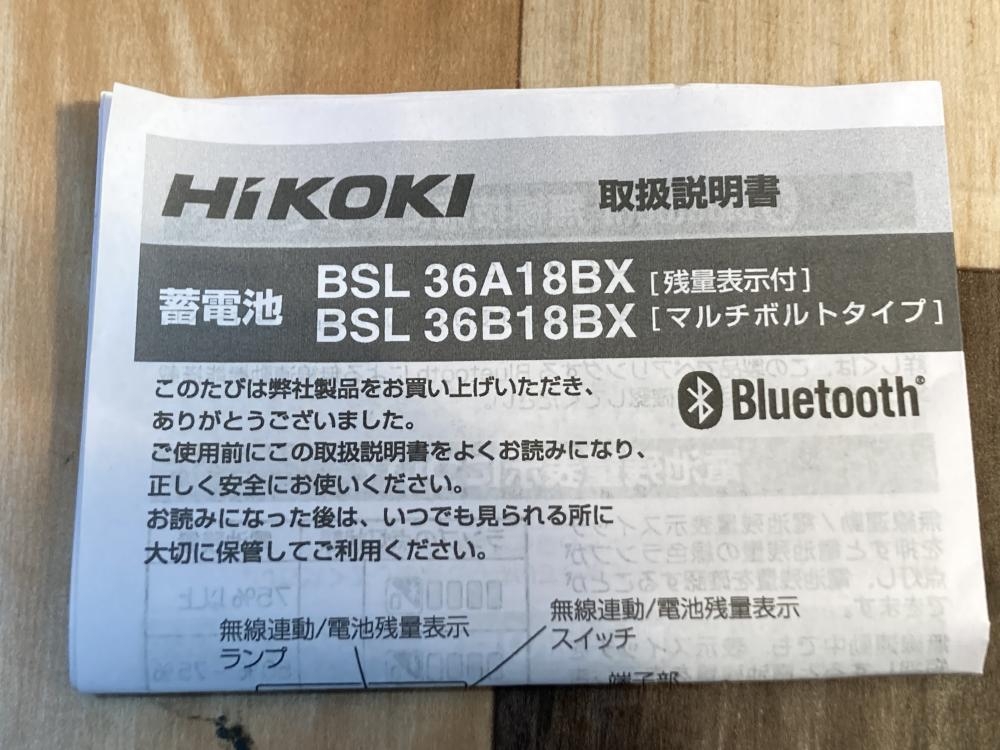 HiKOKI 取扱説明書
蓄電池
BSL 36A18BX [残量表示付]
BSL 36B18BX [マルチボルトタイプ]
このたびは弊社製品をお買い上げいただき、
ありがとうございました。
ご使用前にこの取扱説明書をよくお読みになり、
正しく安全にお使いください。
お読みになった後は、いつでも見られる所に
大切に保管してご利用ください。
Bluetooth®
無線連動/電池残量表示
ランプ
無線連動/電池残量表示
スイッチ
端子部